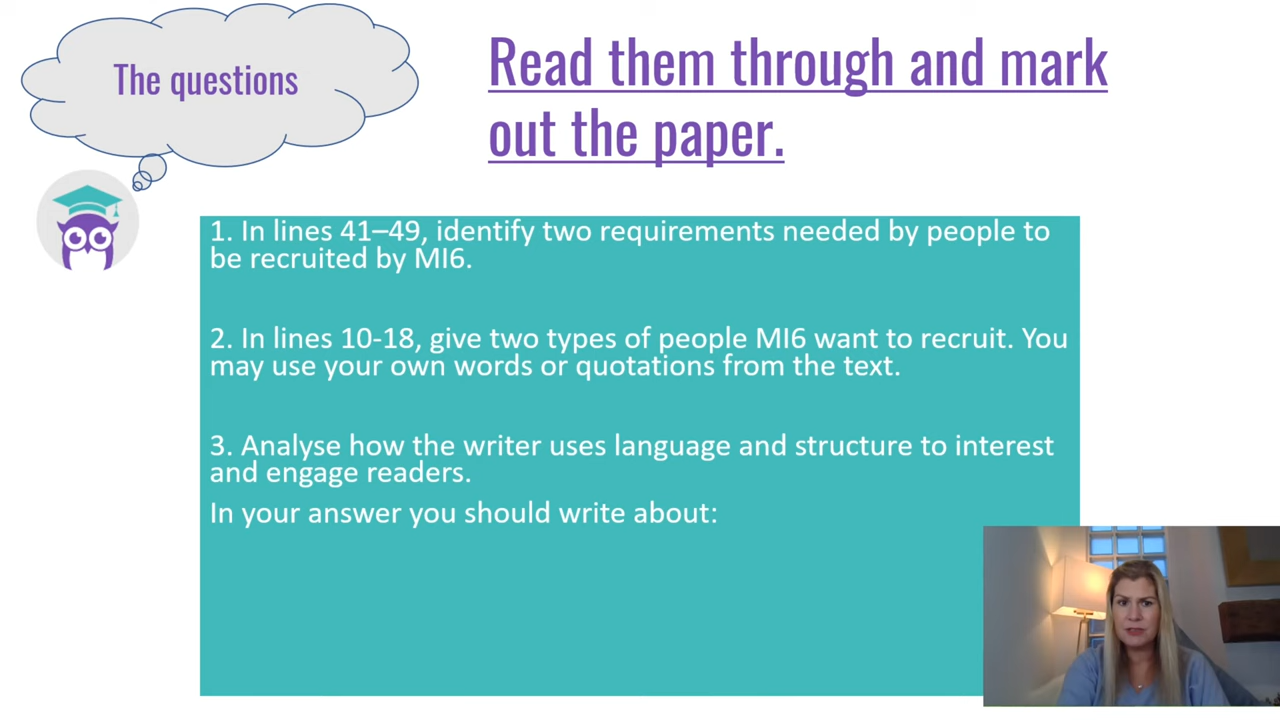 The questions
Read them through and mark
out the paper.
1. In lines 41–49, identify two requirements needed by people to
be recruited by MI6.
2. In lines 10-18, give two types of people MI6 want to recruit. You
may use your own words or quotations from the text.
3. Analyse how the writer uses language and structure to interest
and engage readers.
In your answer you should write about: